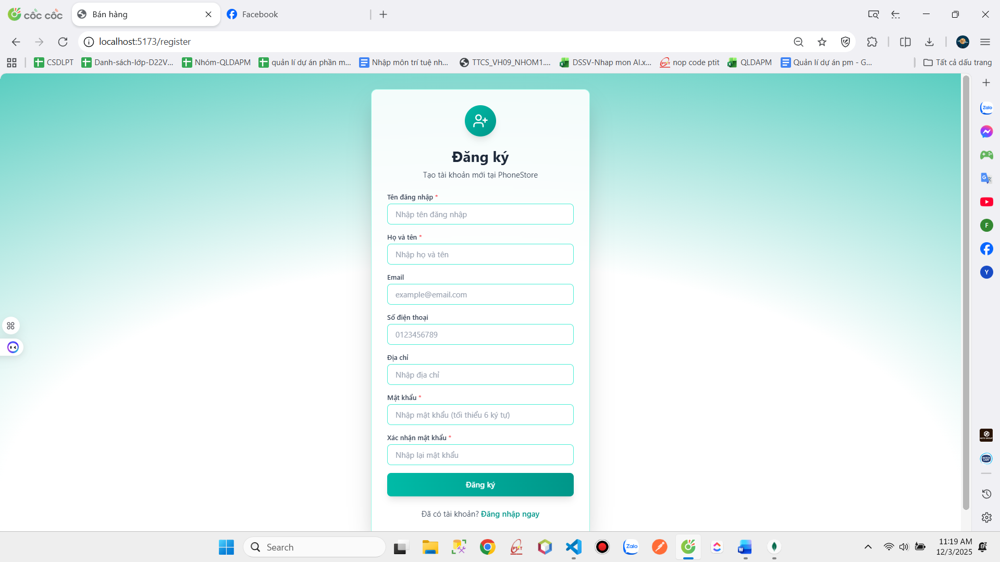 cốc cốc
Bán hàng
Facebook
localhost:5173/register
CSDLPT
Danh-sách-lớp-D22V...
Nhóm-QLDAPM
quản lí dự án phần m...
Nhập môn trí tuệ nh...
TTCS_VH09_NHOM1....
DSSV-Nhap mon AI.x...
nop code ptit
QLDAPM
Quản lí dự án pm - G...
Tất cả dấu trang
Đăng ký
Tạo tài khoản mới tại PhoneStore
Tên đăng nhập *
Nhập tên đăng nhập
Họ và tên *
Nhập họ và tên
Email
example@email.com
Số điện thoại
0123456789
Địa chỉ
Nhập địa chỉ
Mật khẩu *
Nhập mật khẩu (tối thiểu 6 ký tự)
Xác nhận mật khẩu *
Nhập lại mật khẩu
Đăng ký
Đã có tài khoản? Đăng nhập ngay
Zalo
F
Y
Search
Zalo
11:19 AM
12/3/2025